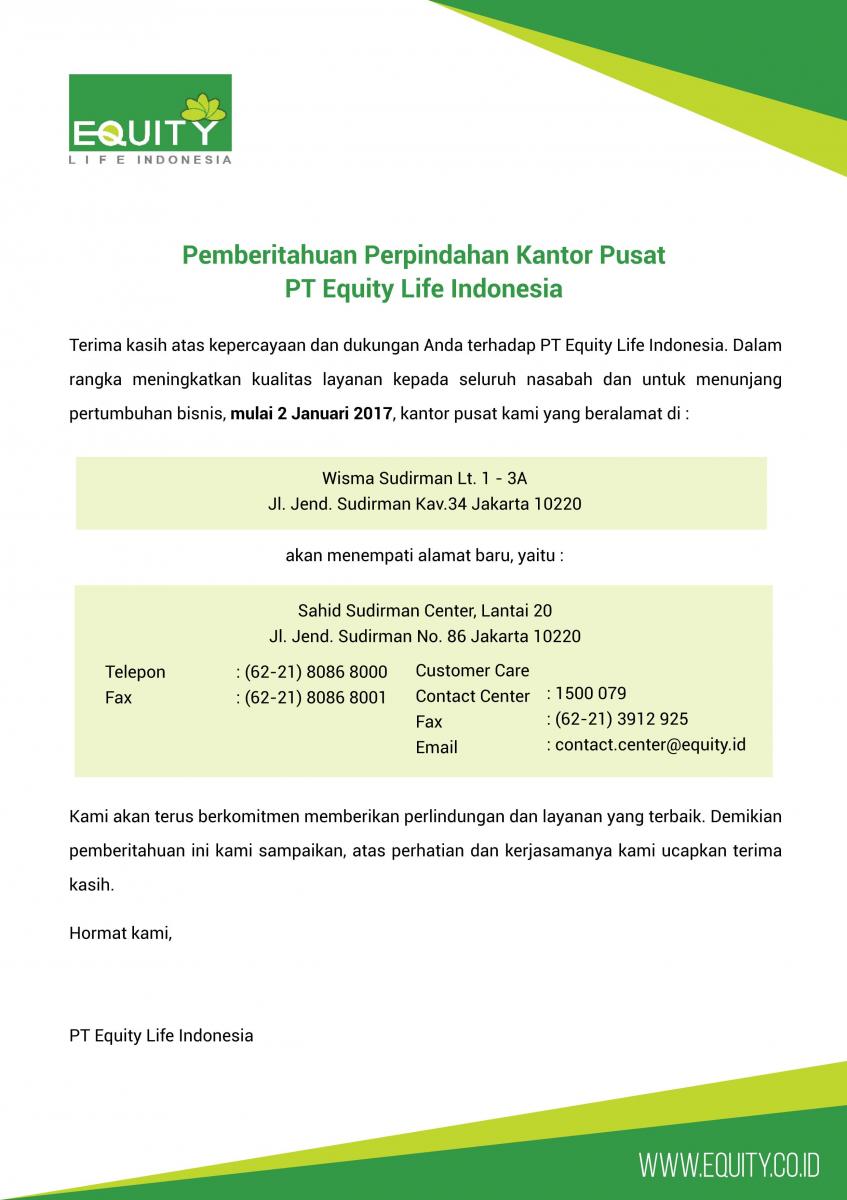 EQUITY
LIFE INDONESIA
Pemberitahuan Perpindahan Kantor Pusat
PT Equity Life Indonesia
Terima kasih atas kepercayaan dan dukungan Anda terhadap PT Equity Life Indonesia. Dalam
rangka meningkatkan kualitas layanan kepada seluruh nasabah dan untuk menunjang
pertumbuhan bisnis, mulai 2 Januari 2017, kantor pusat kami yang beralamat di :
Wisma Sudirman Lt. 1 - 3A
Jl. Jend. Sudirman Kav.34 Jakarta 10220
akan menempati alamat baru, yaitu :
Sahid Sudirman Center, Lantai 20
Jl. Jend. Sudirman No. 86 Jakarta 10220
Telepon : (62-21) 8086 8000
Fax : (62-21) 8086 8001
Customer Care
Contact Center : 1500 079
Fax : (62-21) 3912 925
Email : contact.center@equity.id
Kami akan terus berkomitmen memberikan perlindungan dan layanan yang terbaik. Demikian
pemberitahuan ini kami sampaikan, atas perhatian dan kerjasamanya kami ucapkan terima
kasih.
Hormat kami,
PT Equity Life Indonesia
WWW.EQUITY.CO.ID